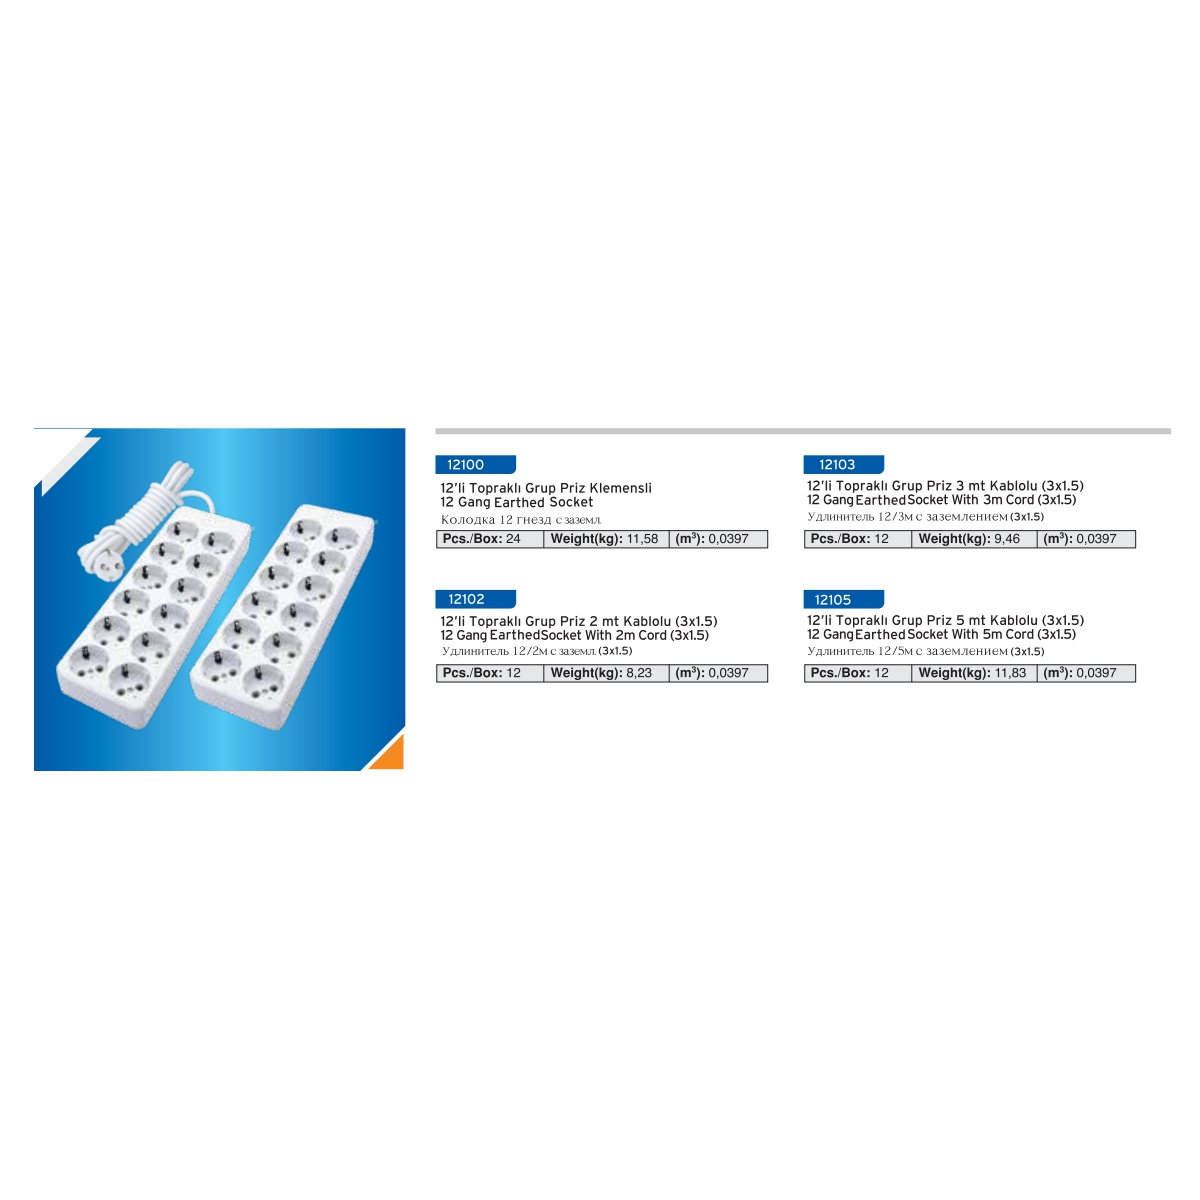 12100
12'li Topraklı Grup Priz Klemensli
12 Gang Earthed Socket
Колодка 12 гнезд с заземл.
Pcs./Box: 24 Weight(kg): 11,58 (m³): 0,0397
12102
12'li Topraklı Grup Priz 2 mt Kablolu (3x1.5)
12 Gang Earthed Socket With 2m Cord (3x1.5)
Удлинитель 12/2м с заземл. (3x1.5)
Pcs./Box: 12 Weight(kg): 8,23 (m³): 0,0397
12103
12'li Topraklı Grup Priz 3 mt Kablolu (3x1.5)
12 Gang Earthed Socket With 3m Cord (3x1.5)
Удлинитель 12/3м с заземлением (3x1.5)
Pcs./Box: 12 Weight(kg): 9,46 (m³): 0,0397
12105
12'li Topraklı Grup Priz 5 mt Kablolu (3x1.5)
12 Gang Earthed Socket With 5m Cord (3x1.5)
Удлинитель 12/5м с заземлением (3x1.5)
Pcs./Box: 12 Weight(kg): 11,83 (m³): 0,0397